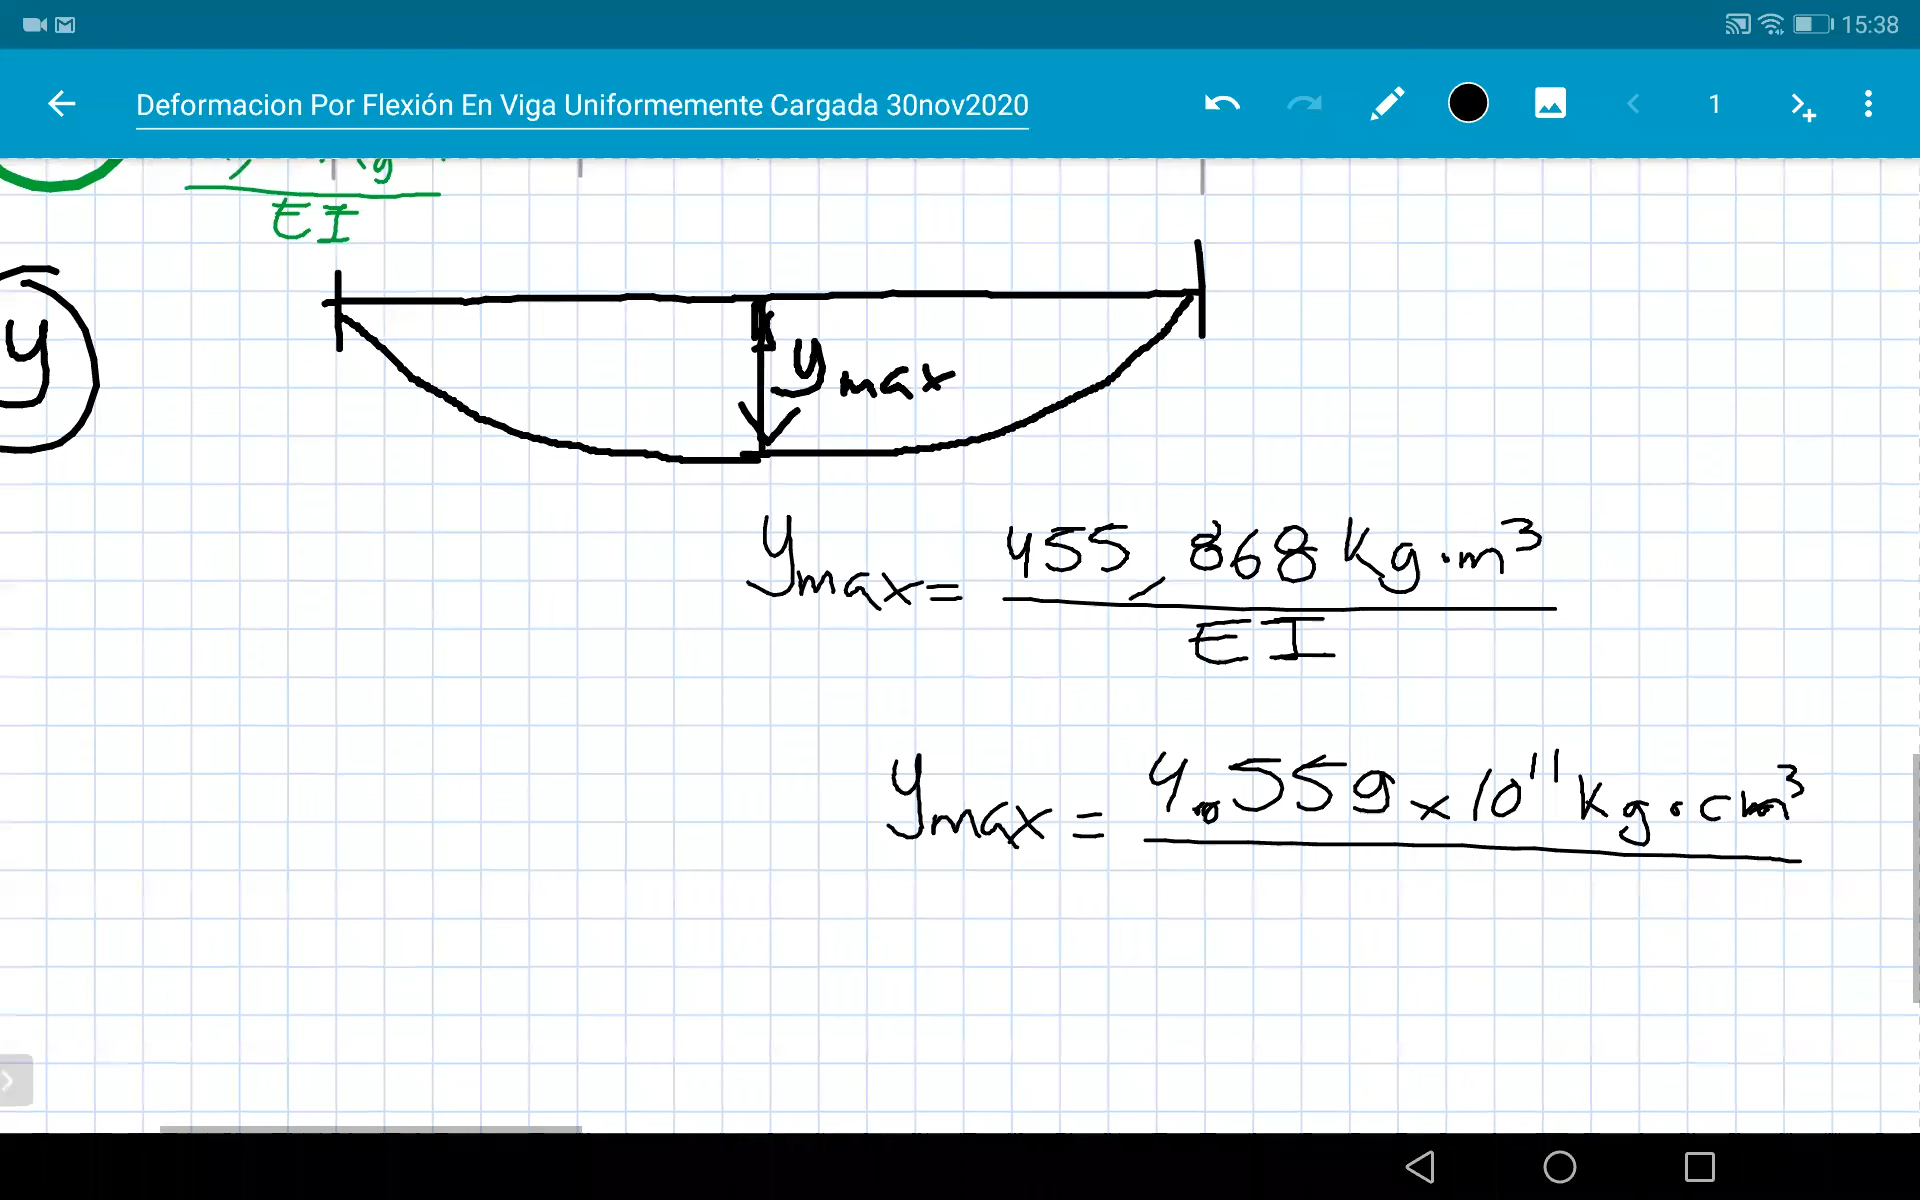 15:38
Deformacion Por Flexión En Viga Uniformemente Cargada 30nov2020
1
kg
EI
y
ymax
ymax = 455,868 kg·m³
EI
ymax = 4.559 x 10¹¹ kg·cm³